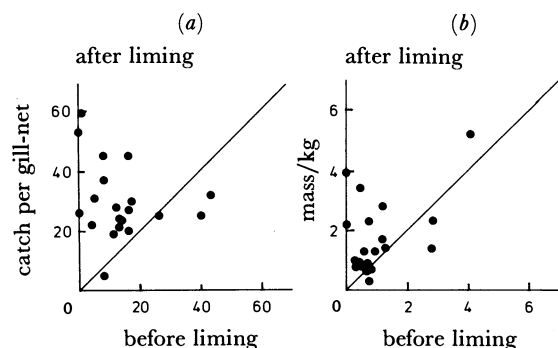 (a)
after liming
60
40
20
0
20
40
60
catch per gill-net
before liming
(b)
after liming
6
4
2
0
2
4
6
mass/kg
before liming